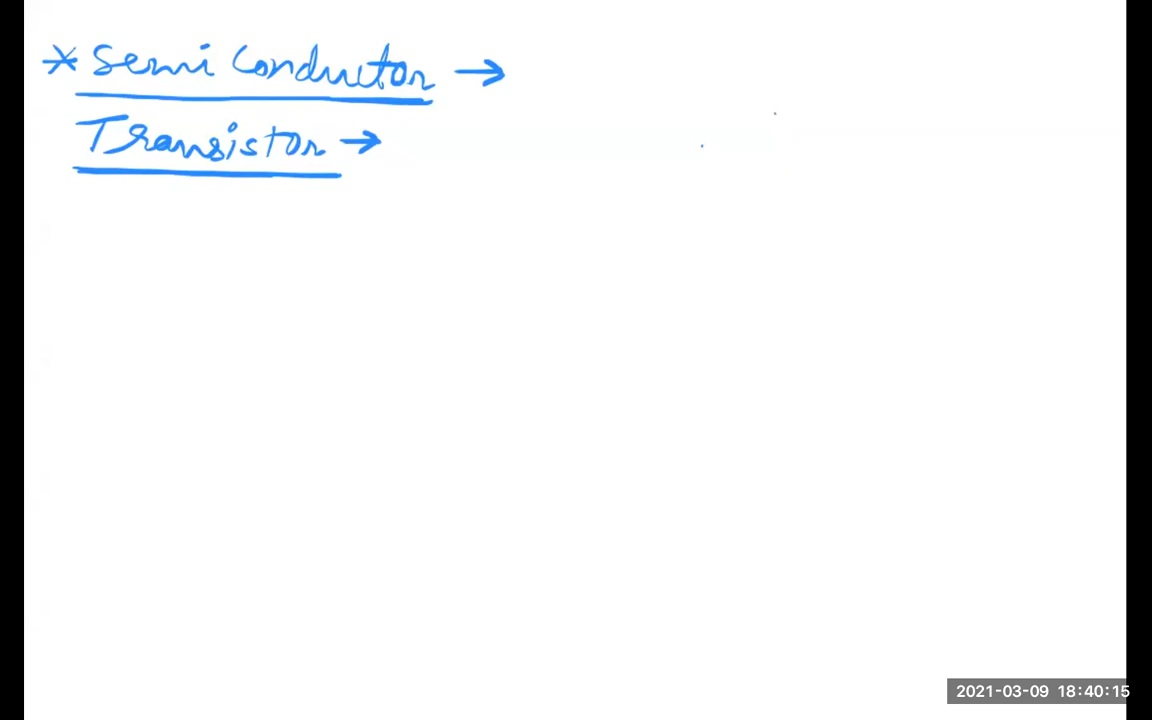 * Semi Conductor →
Transistor →
2021-03-09 18:40:15